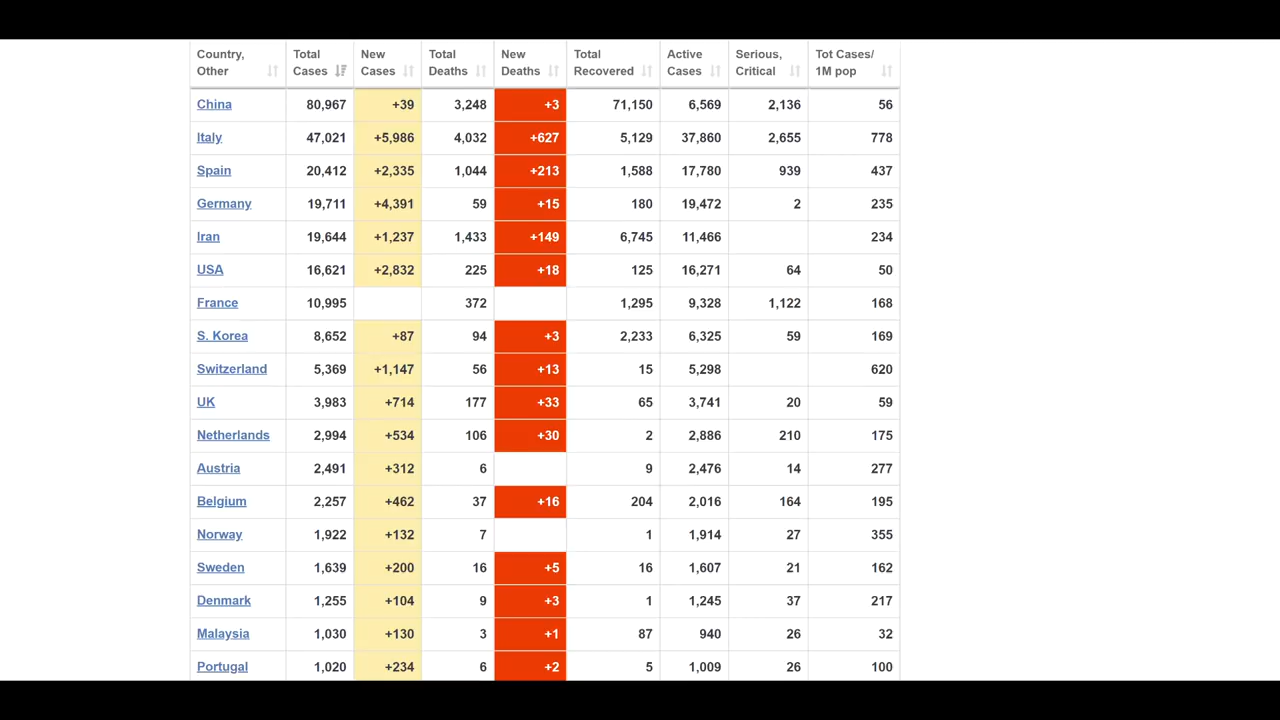 Country, Total New Total New Total Active Serious, Tot Cases/
Other Cases Cases Deaths Deaths Recovered Cases Critical 1M pop
China 80,967 +39 3,248 +3 71,150 6,569 2,136 56
Italy 47,021 +5,986 4,032 +627 5,129 37,860 2,655 778
Spain 20,412 +2,335 1,044 +213 1,588 17,780 939 437
Germany 19,711 +4,391 59 +15 180 19,472 2 235
Iran 19,644 +1,237 1,433 +149 6,745 11,466 234
USA 16,621 +2,832 225 +18 125 16,271 64 50
France 10,995 372 1,295 9,328 1,122 168
S. Korea 8,652 +87 94 +3 2,233 6,325 59 169
Switzerland 5,369 +1,147 56 +13 15 5,298 620
UK 3,983 +714 177 +33 65 3,741 20 59
Netherlands 2,994 +534 106 +30 2 2,886 210 175
Austria 2,491 +312 6 9 2,476 14 277
Belgium 2,257 +462 37 +16 204 2,016 164 195
Norway 1,922 +132 7 1 1,914 27 355
Sweden 1,639 +200 16 +5 16 1,607 21 162
Denmark 1,255 +104 9 +3 1 1,245 37 217
Malaysia 1,030 +130 3 +1 87 940 26 32
Portugal 1,020 +234 6 +2 5 1,009 26 100